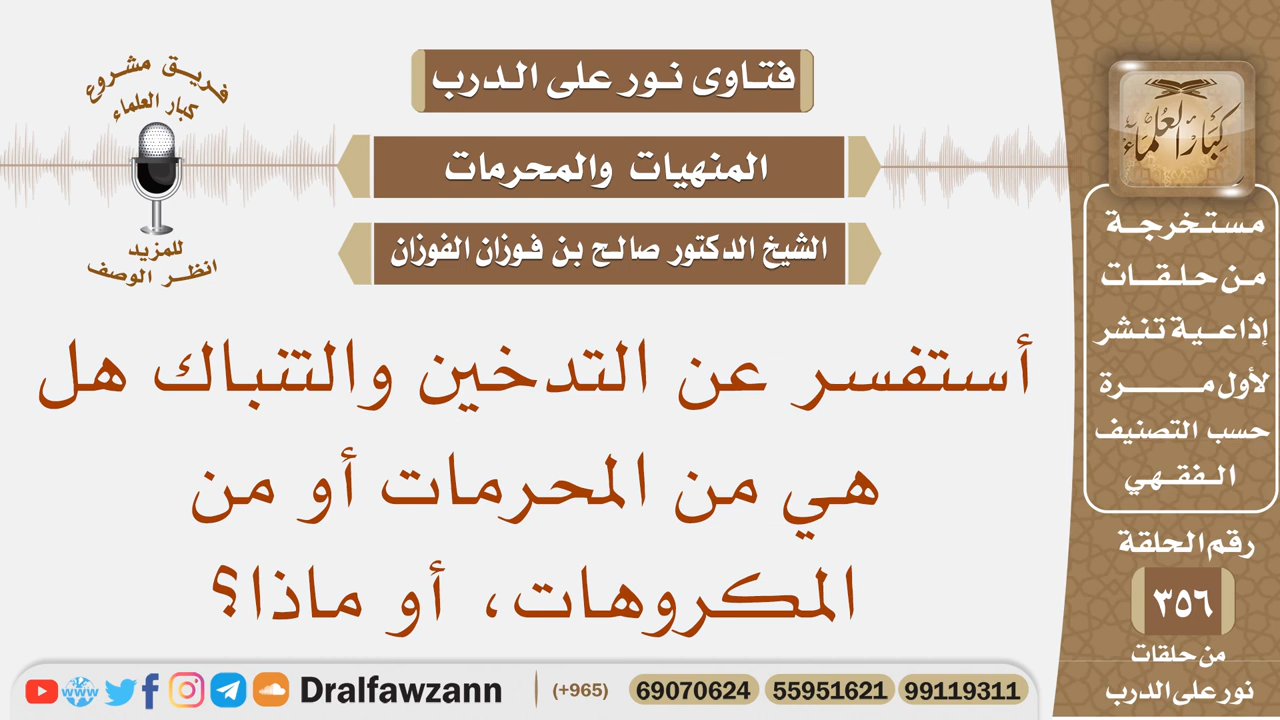 فتاوى نور على الدرب
المنهيات والمحرمات
الشيخ الدكتور صالح بن فوزان الفوزان
فريق مشروع
كبار العلماء
للمزيد
انظر الوصف
أستفسر عن التدخين والتنباك هل
هي من المحرمات أو من
المكروهات، أو ماذا؟
كبار العلماء
مستخرجة
من حلقات
إذاعية تنشر
لأول مرة
حسب التصنيف
الفقهي
رقم الحلقة
٣٥٦
من حلقات
نور على الدرب
www Dralfawzann (+965) 69070624 55951621 99119311